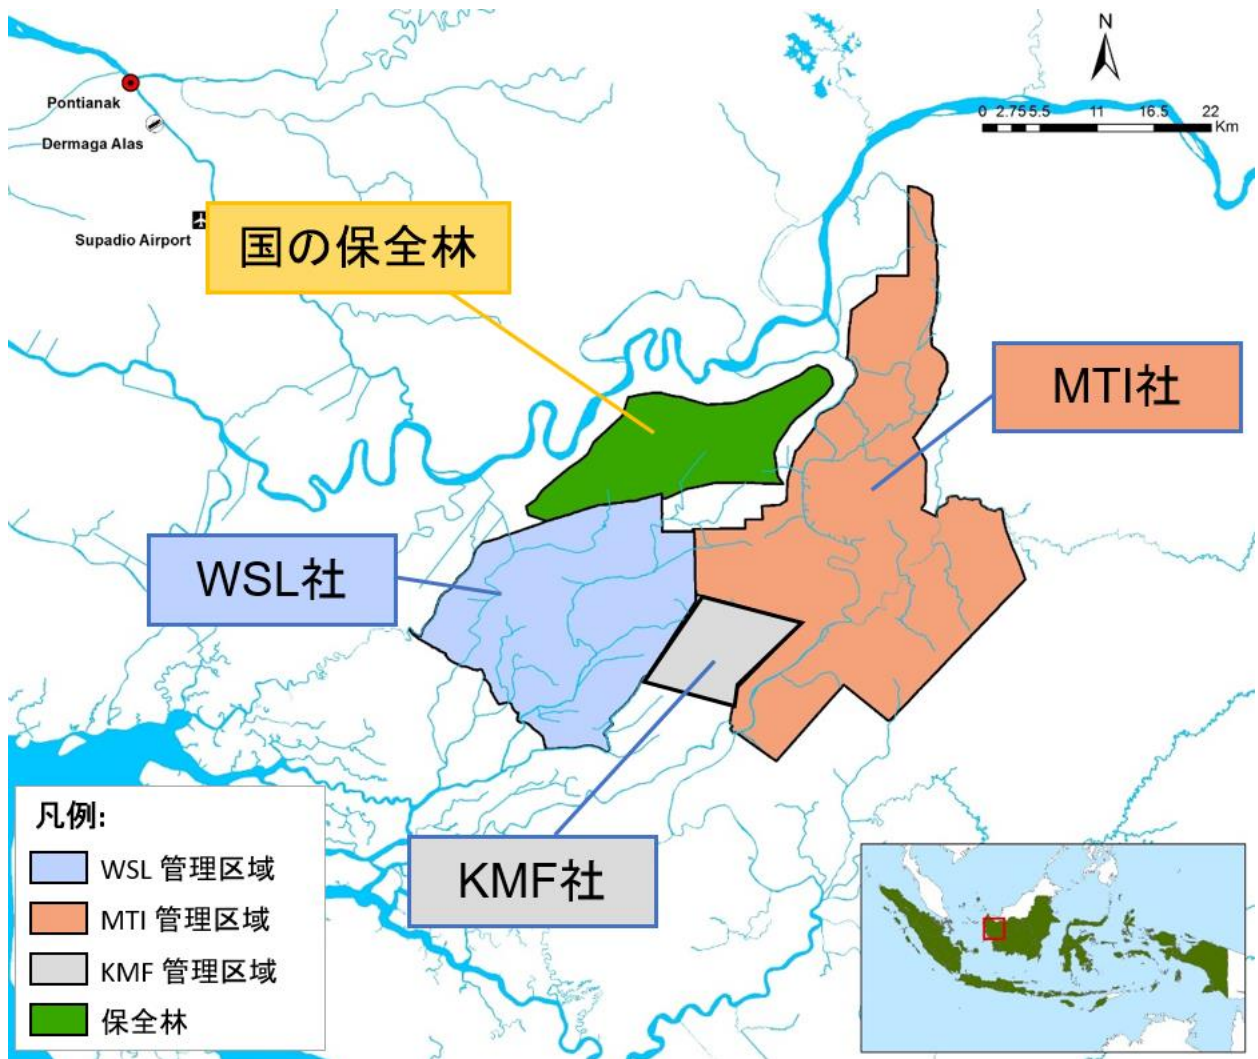 N
0 2.75 5.5 11 16.5 22
Km
Pontianak
Dermaga Alas
Supadio Airport
国の保全林
MTI社
WSL社
KMF社
凡例:
WSL 管理区域
MTI 管理区域
KMF 管理区域
保全林